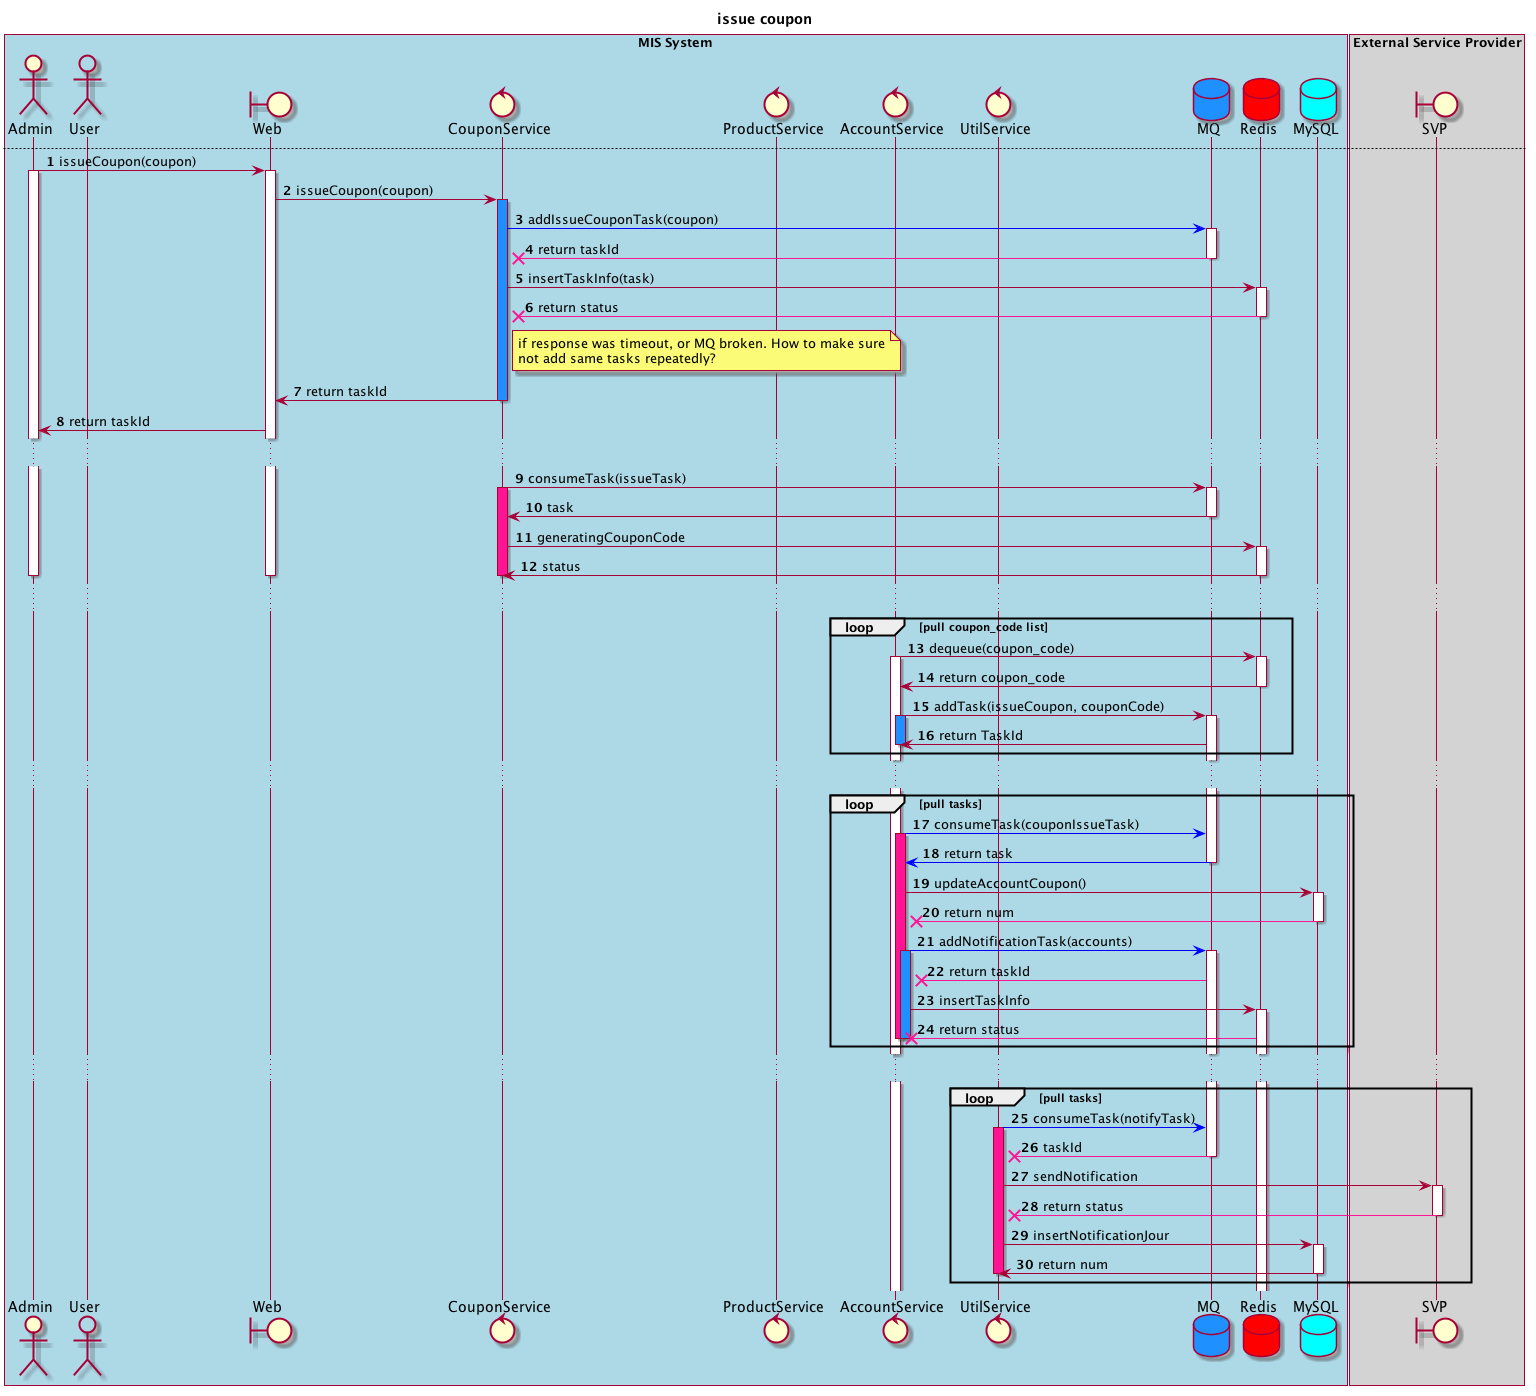 issue coupon
MIS System
External Service Provider
Admin
User
Web
CouponService
ProductService
AccountService
UtilService
MQ
Redis
MySQL
SVP
1 issueCoupon(coupon)
2 issueCoupon(coupon)
3 addIssueCouponTask(coupon)
4 return taskId
5 insertTaskInfo(task)
6 return status
if response was timeout, or MQ broken. How to make sure
not add same tasks repeatedly?
7 return taskId
8 return taskId
9 consumeTask(issueTask)
10 task
11 generatingCouponCode
12 status
loop [pull coupon_code list]
13 dequeue(coupon_code)
14 return coupon_code
15 addTask(issueCoupon, couponCode)
16 return TaskId
loop [pull tasks]
17 consumeTask(couponIssueTask)
18 return task
19 updateAccountCoupon()
20 return num
21 addNotificationTask(accounts)
22 return taskId
23 insertTaskInfo
24 return status
loop [pull tasks]
25 consumeTask(notifyTask)
26 taskId
27 sendNotification
28 return status
29 insertNotificationJour
30 return num
Admin
User
Web
CouponService
ProductService
AccountService
UtilService
MQ
Redis
MySQL
SVP